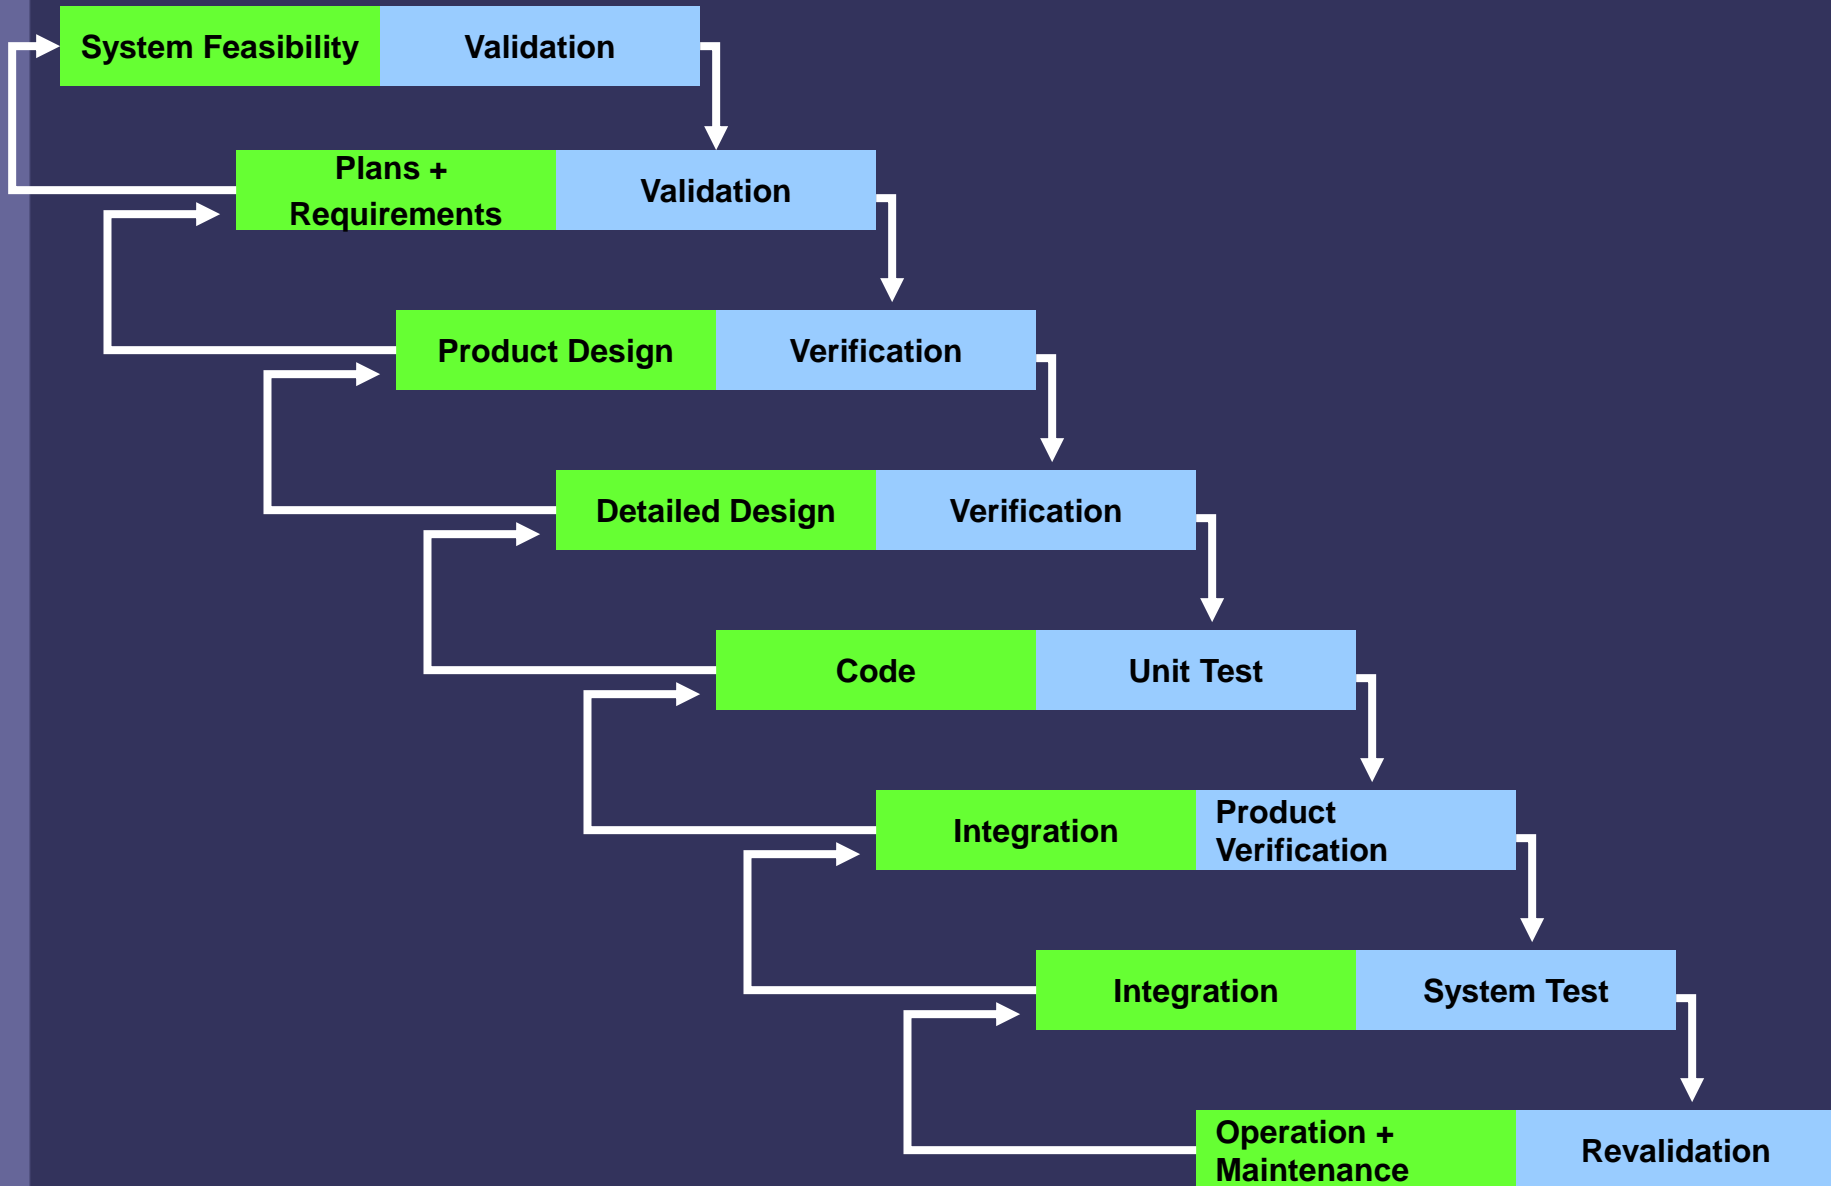 System Feasibility
Validation
Plans +
Requirements
Validation
Product Design
Verification
Detailed Design
Verification
Code
Unit Test
Integration
Product
Verification
Integration
System Test
Operation +
Maintenance
Revalidation